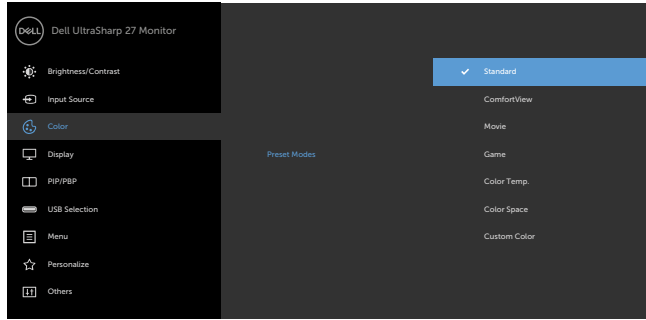 DELL Dell UltraSharp 27 Monitor
Brightness/Contrast
Input Source
Color
Display
PIP/PBP
USB Selection
Menu
Personalize
Others
Preset Modes
Standard
ComfortView
Movie
Game
Color Temp.
Color Space
Custom Color